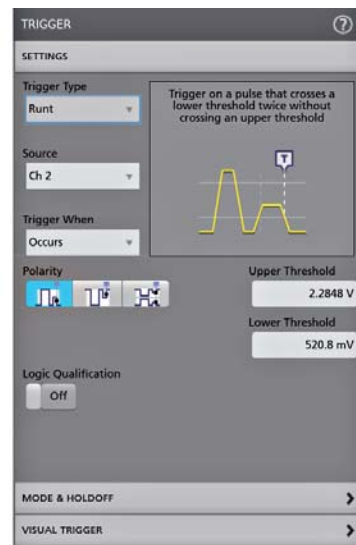 TRIGGER
?
SETTINGS
Trigger Type
Runt
Trigger on a pulse that crosses a
lower threshold twice without
crossing an upper threshold
T
Source
Ch 2
Trigger When
Occurs
Polarity
Upper Threshold
2.2848 V
Lower Threshold
520.8 mV
Logic Qualification
Off
MODE & HOLDOFF
VISUAL TRIGGER